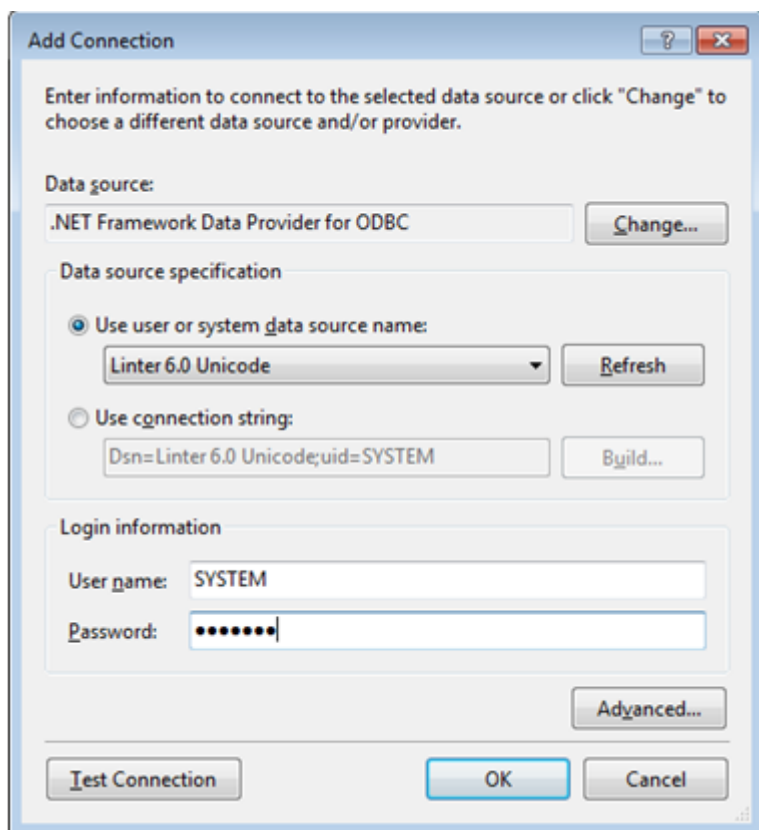 Add Connection
Enter information to connect to the selected data source or click "Change" to
choose a different data source and/or provider.
Data source:
.NET Framework Data Provider for ODBC
Change...
Data source specification
Use user or system data source name:
Linter 6.0 Unicode
Refresh
Use connection string:
Dsn=Linter 6.0 Unicode;uid=SYSTEM
Build...
Login information
User name:
SYSTEM
Password:
•••••••
Advanced...
Test Connection
OK
Cancel